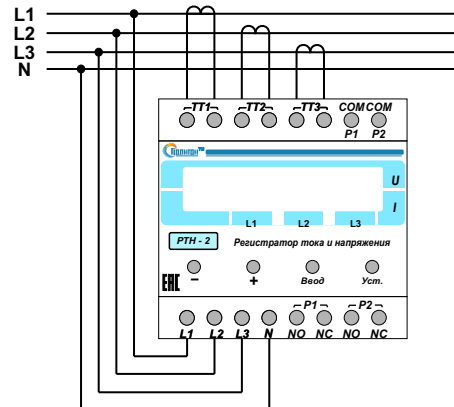 L1
L2
L3
N
TT1 TT2 TT3 COM COM
P1 P2
Полигон™
U
I
L1 L2 L3
РТН - 2 Регистратор тока и напряжения
− + Ввод Уст.
EAC
P1 P2
L1 L2 L3 N NO NC NO NC